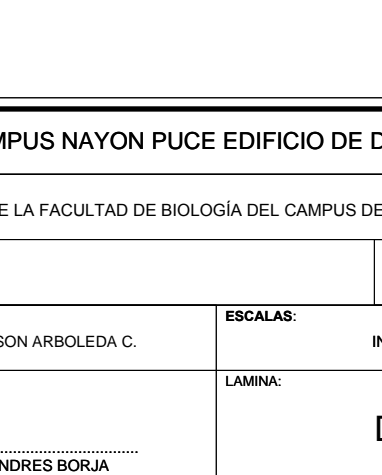 MPUS NAYON PUCE EDIFICIO DE D
E LA FACULTAD DE BIOLOGÍA DEL CAMPUS DE
ESCALAS:
SON ARBOLEDA C.
IN
LAMINA:
D
NDRES BORJA